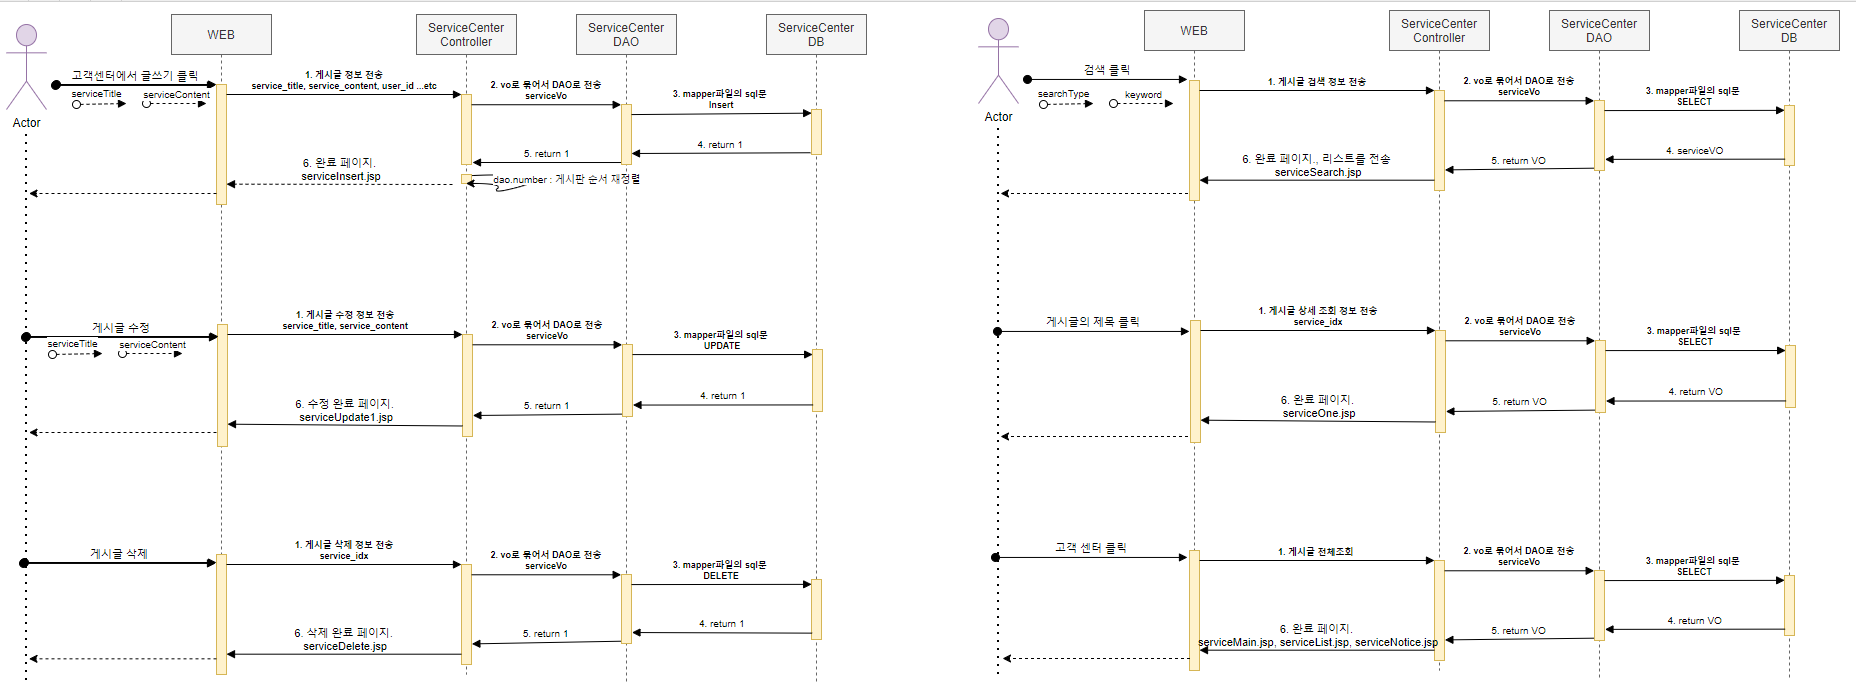 WEB
ServiceCenter
Controller
ServiceCenter
DAO
ServiceCenter
DB
Actor
고객센터에서 글쓰기 클릭
serviceTitle
serviceContent
1. 게시글 정보 전송
service_title, service_content, user_id ...etc
2. vo로 묶어서 DAO로 전송
serviceVo
3. mapper파일의 sql문
Insert
4. return 1
5. return 1
6. 완료 페이지.
serviceInsert.jsp
dao.number : 게시판 순서 재정렬
게시글 수정
serviceTitle
serviceContent
1. 게시글 수정 정보 전송
service_title, service_content
2. vo로 묶어서 DAO로 전송
serviceVo
3. mapper파일의 sql문
UPDATE
4. return 1
5. return 1
6. 수정 완료 페이지.
serviceUpdate1.jsp
게시글 삭제
1. 게시글 삭제 정보 전송
service_idx
2. vo로 묶어서 DAO로 전송
serviceVo
3. mapper파일의 sql문
DELETE
4. return 1
5. return 1
6. 삭제 완료 페이지.
serviceDelete.jsp
WEB
ServiceCenter
Controller
ServiceCenter
DAO
ServiceCenter
DB
Actor
검색 클릭
searchType
keyword
1. 게시글 검색 정보 전송
2. vo로 묶어서 DAO로 전송
serviceVo
3. mapper파일의 sql문
SELECT
4. serviceVO
5. return VO
6. 완료 페이지., 리스트를 전송
serviceSearch.jsp
게시글의 제목 클릭
1. 게시글 상세 조회 정보 전송
service_idx
2. vo로 묶어서 DAO로 전송
serviceVo
3. mapper파일의 sql문
SELECT
4. return VO
5. return VO
6. 완료 페이지.
serviceOne.jsp
고객 센터 클릭
1. 게시글 전체조회
2. vo로 묶어서 DAO로 전송
serviceVo
3. mapper파일의 sql문
SELECT
4. return VO
5. return VO
6. 완료 페이지.
serviceMain.jsp, serviceList.jsp, serviceNotice.jsp